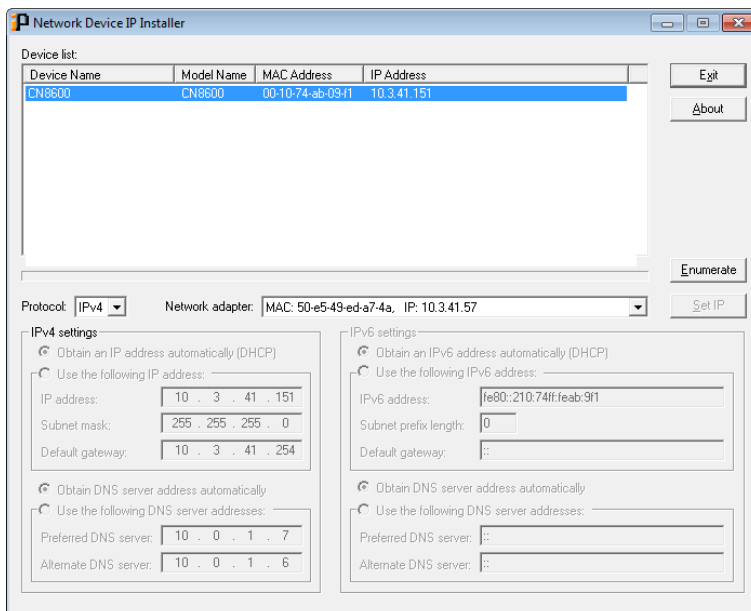 Network Device IP Installer
Device list:
Device Name Model Name MAC Address IP Address
CN8600 CN8600 00-10-74-ab-09-f1 10.3.41.151
Exit
About
Enumerate
Protocol: IPv4 Network adapter: MAC: 50-e5-49-ed-a7-4a, IP: 10.3.41.57
Set IP
IPv4 settings
Obtain an IP address automatically (DHCP)
Use the following IP address:
IP address: 10 . 3 . 41 . 151
Subnet mask: 255 . 255 . 255 . 0
Default gateway: 10 . 3 . 41 . 254
Obtain DNS server address automatically
Use the following DNS server addresses:
Preferred DNS server: 10 . 0 . 1 . 7
Alternate DNS server: 10 . 0 . 1 . 6
IPv6 settings
Obtain an IPv6 address automatically (DHCP)
Use the following IPv6 address:
IPv6 address: fe80::210:74ff:feab:9f1
Subnet prefix length: 0
Default gateway: ::
Obtain DNS server address automatically
Use the following DNS server addresses:
Preferred DNS server: ::
Alternate DNS server: ::